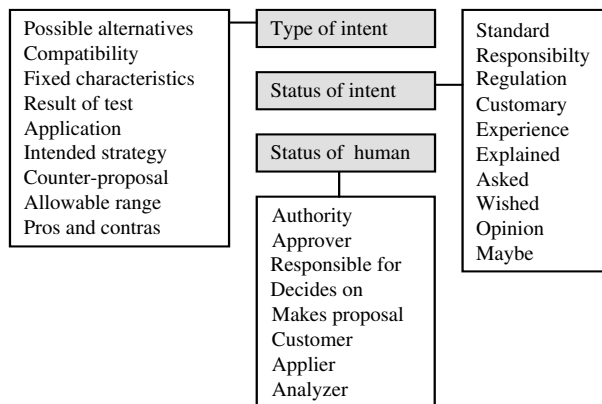 Possible alternatives
Compatibility
Fixed characteristics
Result of test
Application
Intended strategy
Counter-proposal
Allowable range
Pros and contras
Type of intent
Status of intent
Status of human
Standard
Responsibilty
Regulation
Customary
Experience
Explained
Asked
Wished
Opinion
Maybe
Authority
Approver
Responsible for
Decides on
Makes proposal
Customer
Applier
Analyzer